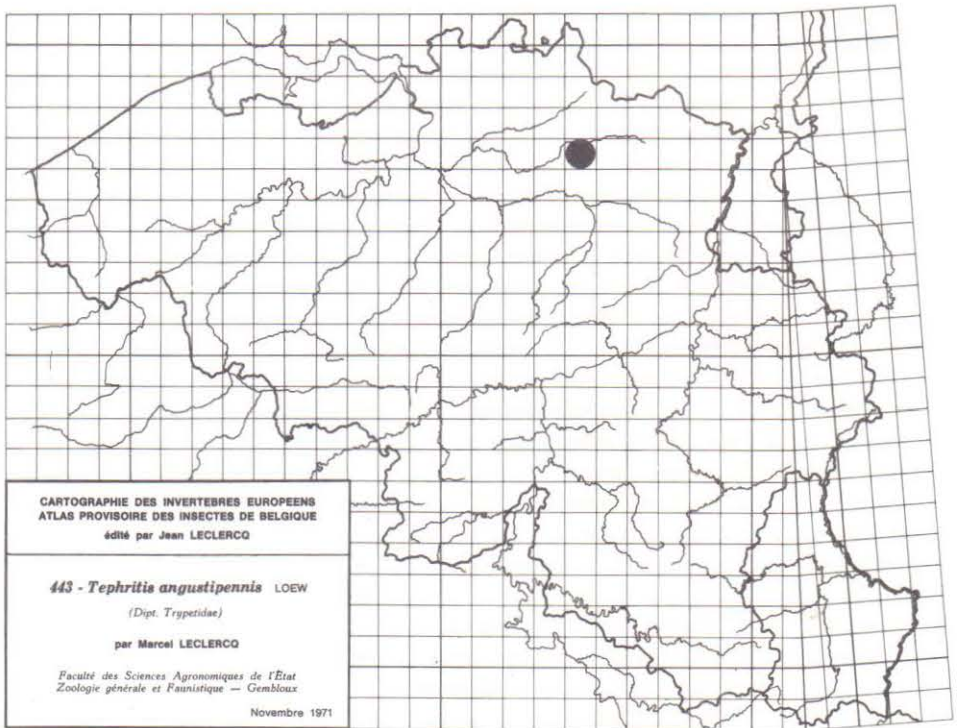 CARTOGRAPHIE DES INVERTEBRES EUROPEENS
ATLAS PROVISOIRE DES INSECTES DE BELGIQUE
édité par Jean LECLERCQ
443 - Tephritis angustipennis LOEW
(Dipt. Trypetidae)
par Marcel LECLERCQ
Faculté des Sciences Agronomiques de l'État
Zoologie générale et Faunistique — Gembloux
Novembre 1971